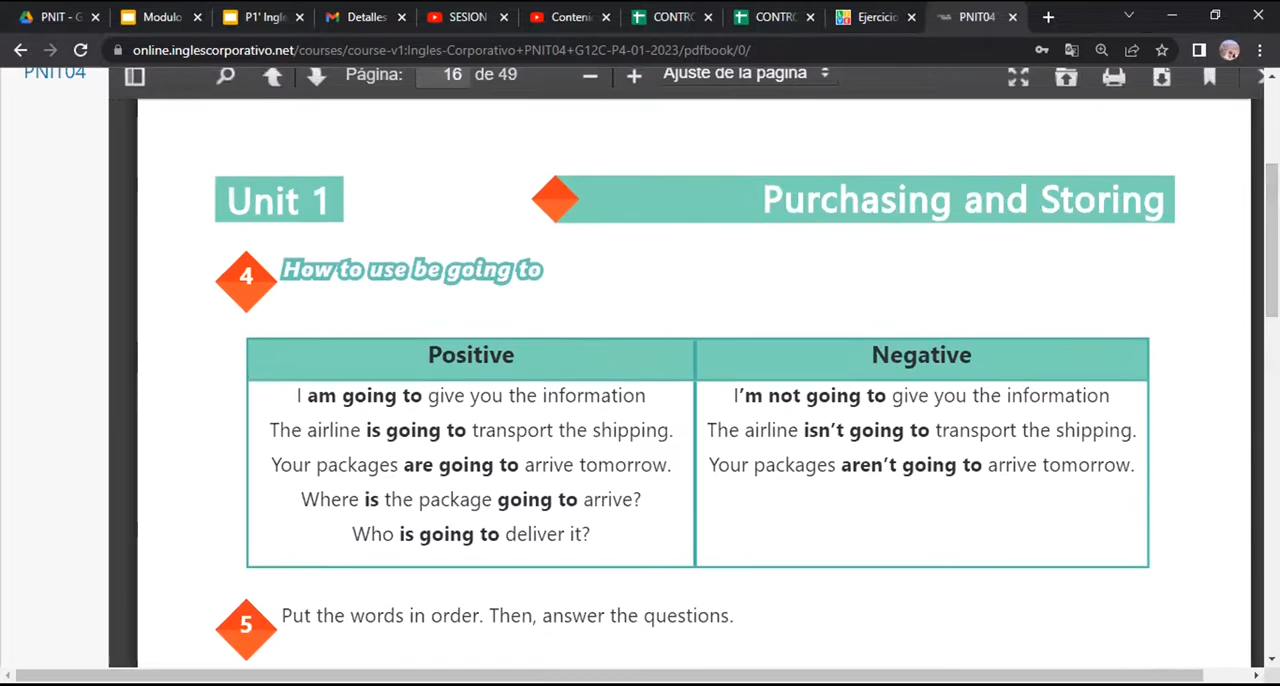 PNIT - G
Modulo
P1' Ingle
Detalles
SESION
Conteni
CONTRC
CONTRC
Ejercicio
PNIT04
online.inglescorporativo.net/courses/course-v1:Ingles-Corporativo+PNIT04+G12C-P4-01-2023/pdfbook/0/
PNIT04
Página: 16 de 49
Ajuste de la pagina
Unit 1
Purchasing and Storing
4 How to use be going to
Positive
I am going to give you the information
The airline is going to transport the shipping.
Your packages are going to arrive tomorrow.
Where is the package going to arrive?
Who is going to deliver it?
Negative
I'm not going to give you the information
The airline isn't going to transport the shipping.
Your packages aren't going to arrive tomorrow.
5 Put the words in order. Then, answer the questions.